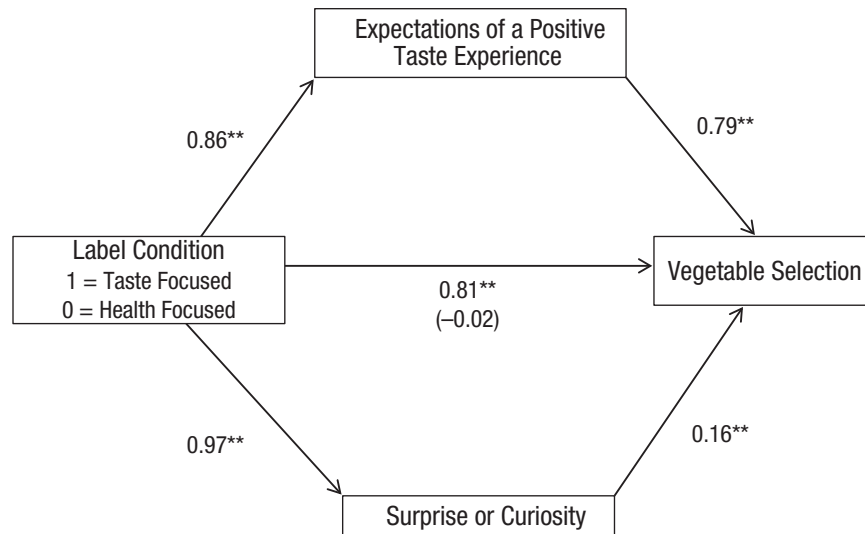 Expectations of a Positive
Taste Experience
0.86**
0.79**
Label Condition
1 = Taste Focused
0 = Health Focused
0.81**
(–0.02)
Vegetable Selection
0.97**
0.16**
Surprise or Curiosity